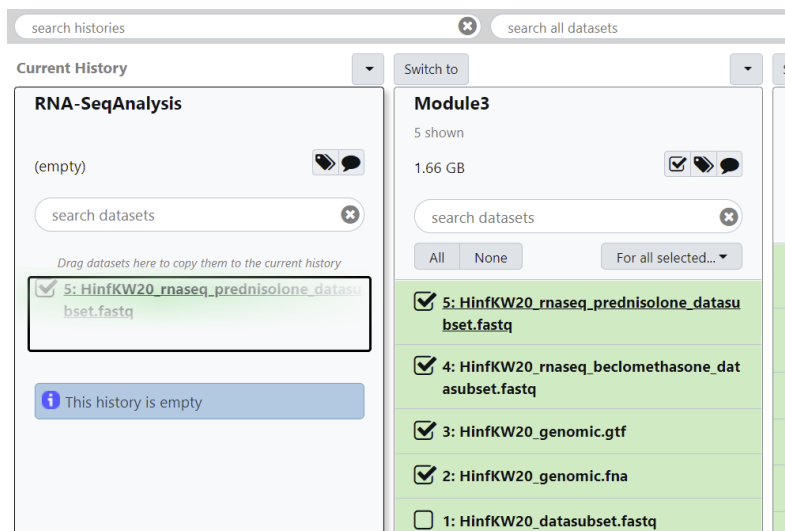 search histories
search all datasets
Current History
Switch to
RNA-SeqAnalysis
(empty)
search datasets
Drag datasets here to copy them to the current history
5: HinfKW20_rnaseq_prednisolone_datasu
bset.fastq
This history is empty
Module3
5 shown
1.66 GB
search datasets
All
None
For all selected...
5: HinfKW20_rnaseq_prednisolone_datasu
bset.fastq
4: HinfKW20_rnaseq_beclomethasone_dat
asubset.fastq
3: HinfKW20_genomic.gtf
2: HinfKW20_genomic.fna
1: HinfKW20_datasubset.fastq